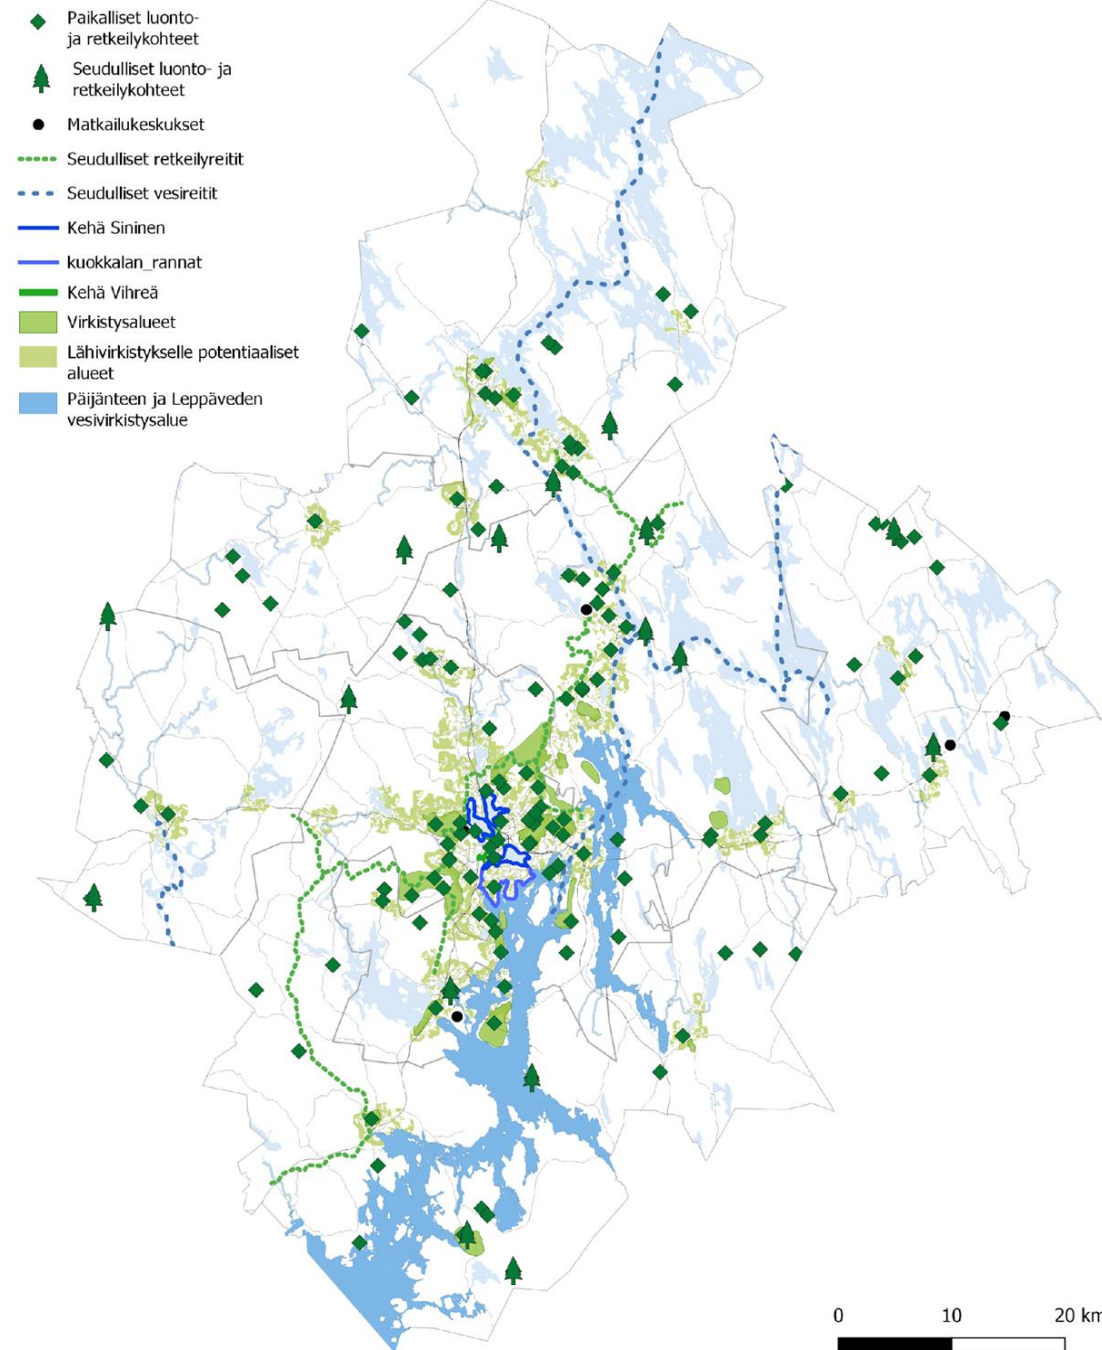 Paikalliset luonto-
ja retkeilykohteet
Seudulliset luonto- ja
retkeilykohteet
Matkailukeskukset
Seudulliset retkeilyreitit
Seudulliset vesireitit
Kehä Sininen
kuokkalan_rannat
Kehä Vihreä
Virkistysalueet
Lähivirkistykselle potentiaaliset
alueet
Päijänteen ja Leppäveden
vesivirkistysalue
0 10 20 km